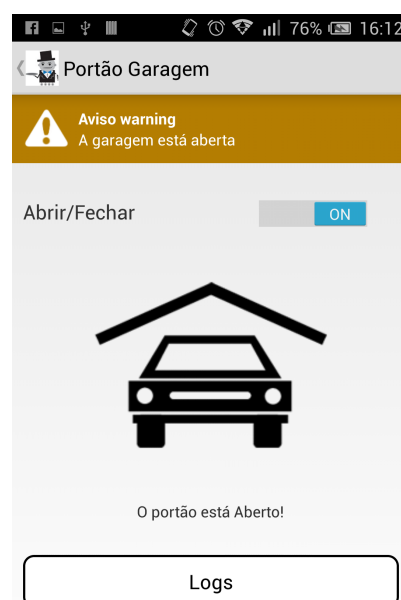 76% 16:12
Portão Garagem
Aviso warning
A garagem está aberta
Abrir/Fechar ON
O portão está Aberto!
Logs